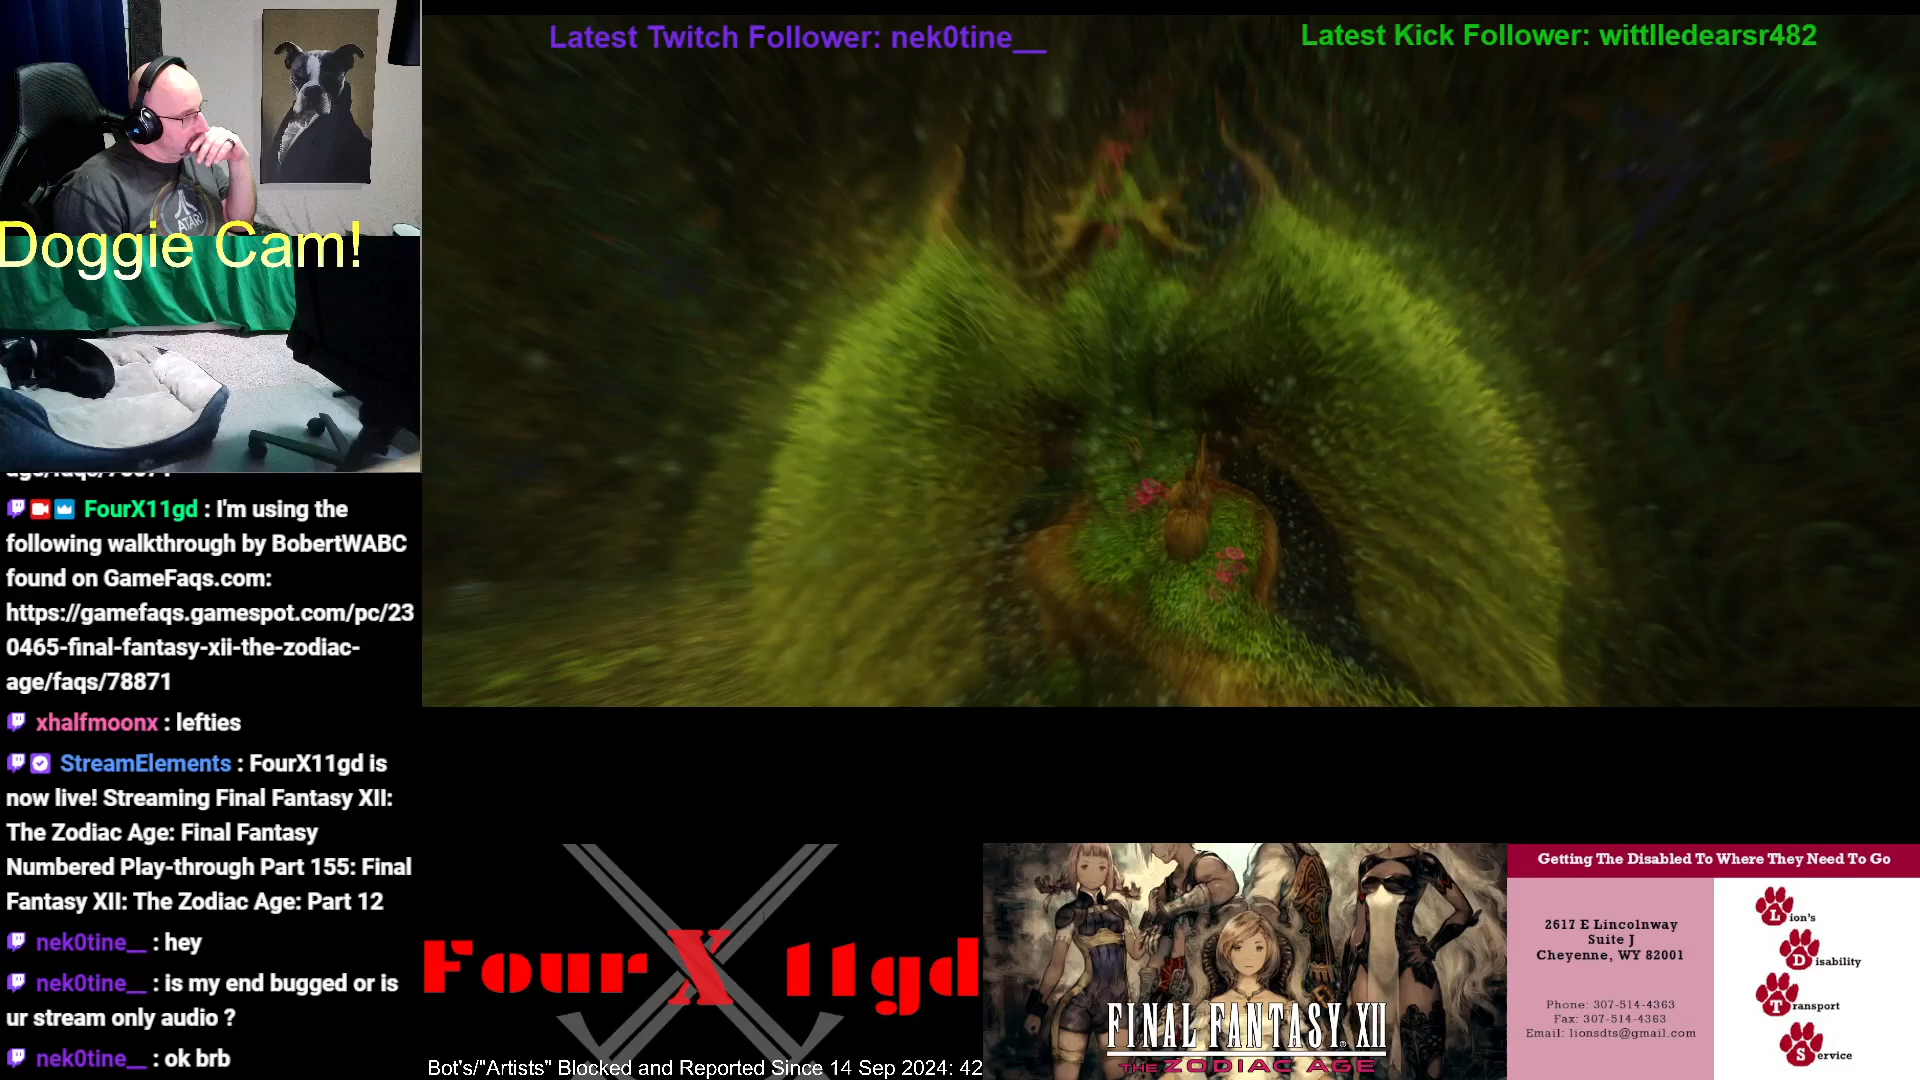 Latest Twitch Follower: nek0tine__
Latest Kick Follower: wittlledearsr482
ATARI
Doggie Cam!
age/faqs/78871
FourX11gd : I'm using the
following walkthrough by BobertWABC
found on GameFaqs.com:
https://gamefaqs.gamespot.com/pc/23
0465-final-fantasy-xii-the-zodiac-
age/faqs/78871
xhalfmoonx : lefties
StreamElements : FourX11gd is
now live! Streaming Final Fantasy XII:
The Zodiac Age: Final Fantasy
Numbered Play-through Part 155: Final
Fantasy XII: The Zodiac Age: Part 12
nek0tine__ : hey
nek0tine__ : is my end bugged or is
ur stream only audio ?
nek0tine__ : ok brb
FourX11gd
Bot's/"Artists" Blocked and Reported Since 14 Sep 2024: 42
FINAL FANTASY XII
THE ZODIAC AGE
Getting The Disabled To Where They Need To Go
2617 E Lincolnway
Suite J
Cheyenne, WY 82001
Phone: 307-514-4363
Fax: 307-514-4363
Email: lionsdts@gmail.com
Lion's
Disability
Transport
Service